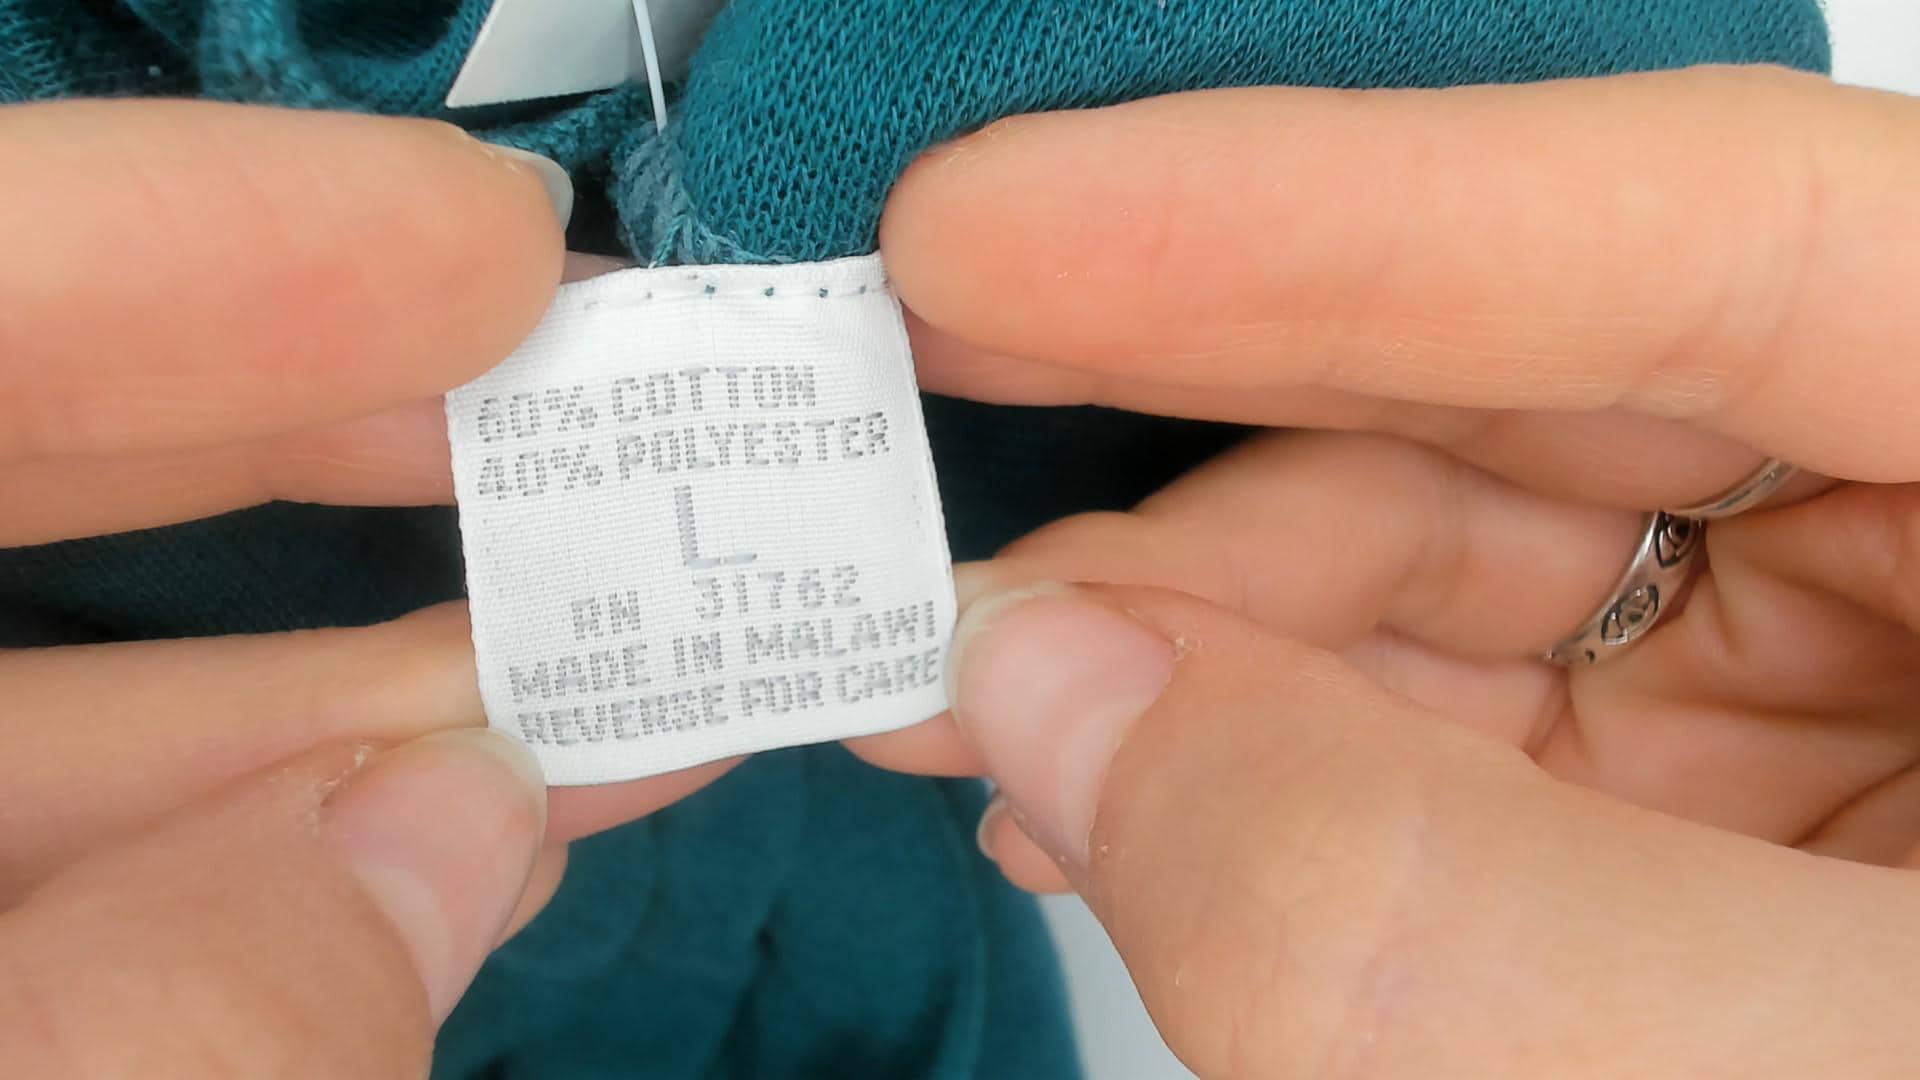 60% COTTON
40% POLYESTER
L
RN 31762
MADE IN MALAWI
REVERSE FOR CARE